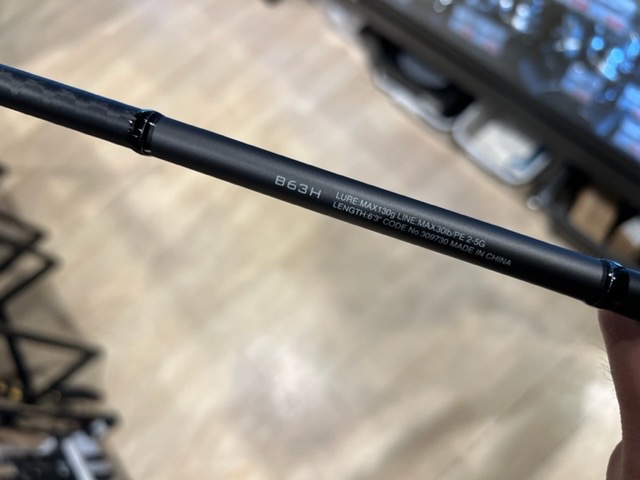 B63H
LURE:MAX130g LINE:MAX30lb/PE 2-5G
LENGTH:6'3" CODE No.309730 MADE IN CHINA